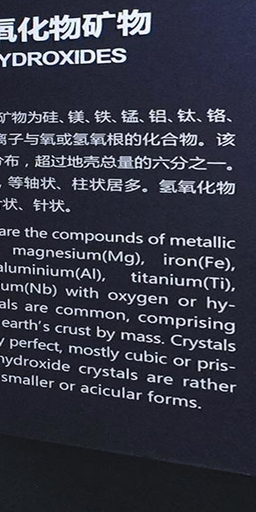 氧化物矿物
YDROXIDES
矿物为硅、镁、铁、锰、铝、钛、铬、
离子与氧或氢氧根的化合物。该
分布，超过地壳总量的六分之一。
，等轴状、柱状居多。氢氧化物
状、针状。
are the compounds of metallic
magnesium(Mg), iron(Fe),
aluminium(Al), titanium(Ti),
um(Nb) with oxygen or hy-
als are common, comprising
earth's crust by mass. Crystals
y perfect, mostly cubic or pris-
hydroxide crystals are rather
smaller or acicular forms.